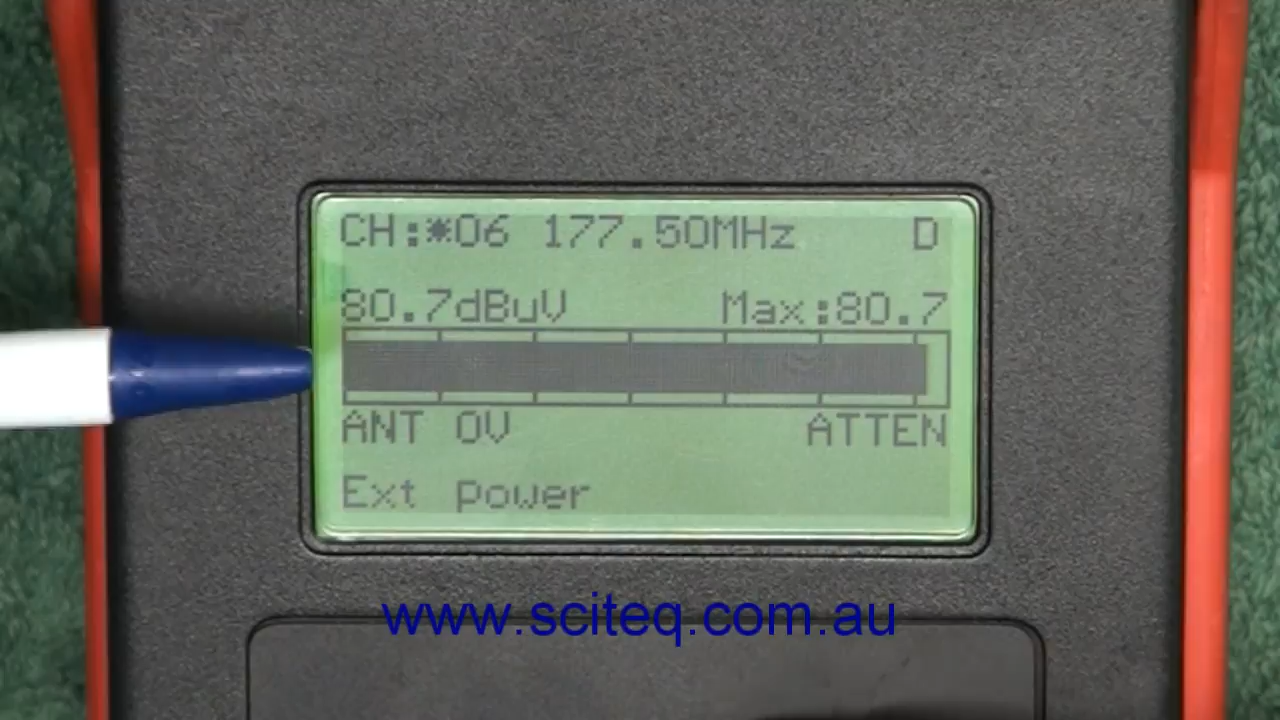 CH:*06 177.50MHz D
80.7dBuV Max:80.7
ANT 0V ATTEN
Ext power
www.sciteq.com.au